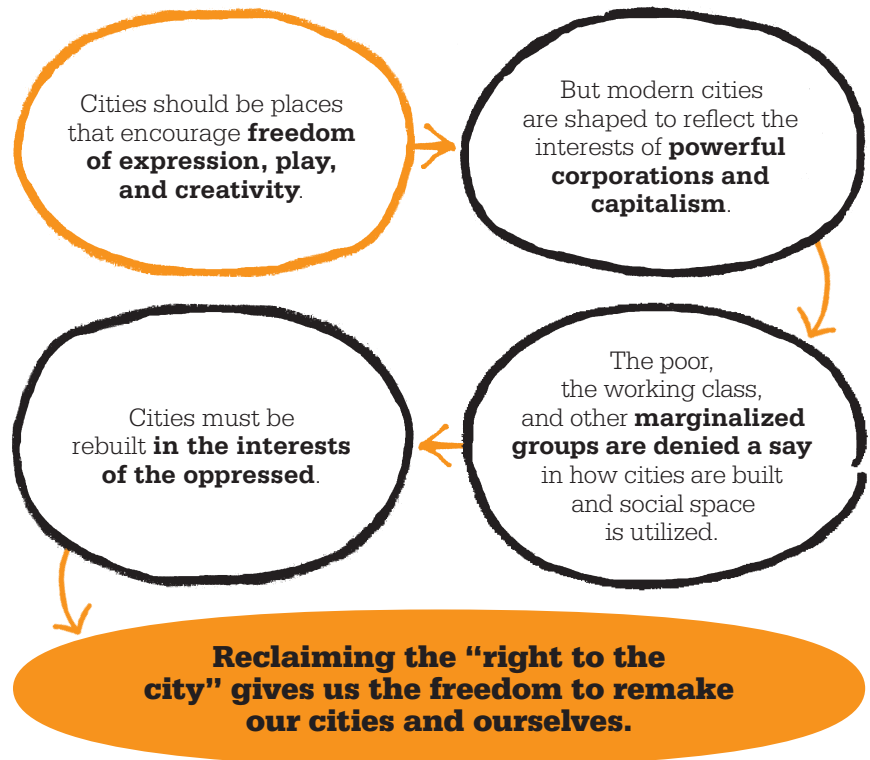 Cities should be places
that encourage freedom
of expression, play,
and creativity.
But modern cities
are shaped to reflect the
interests of powerful
corporations and
capitalism.
The poor,
the working class,
and other marginalized
groups are denied a say
in how cities are built
and social space
is utilized.
Cities must be
rebuilt in the interests
of the oppressed.
Reclaiming the “right to the
city” gives us the freedom to remake
our cities and ourselves.